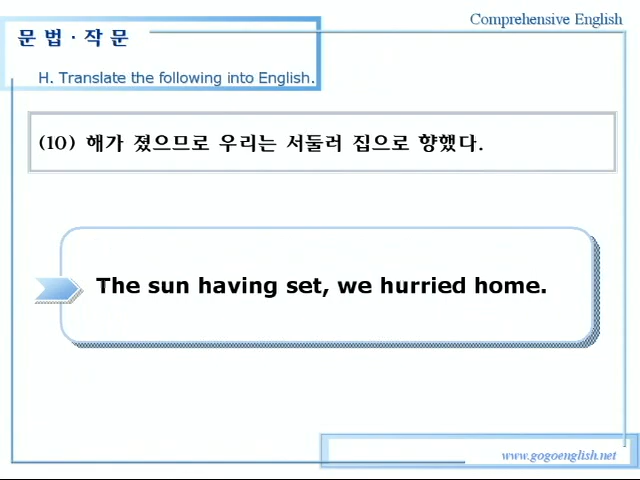 Comprehensive English
문 법 · 작 문
H. Translate the following into English.
(10) 해가 졌으므로 우리는 서둘러 집으로 향했다.
The sun having set, we hurried home.
www.gogoenglish.net